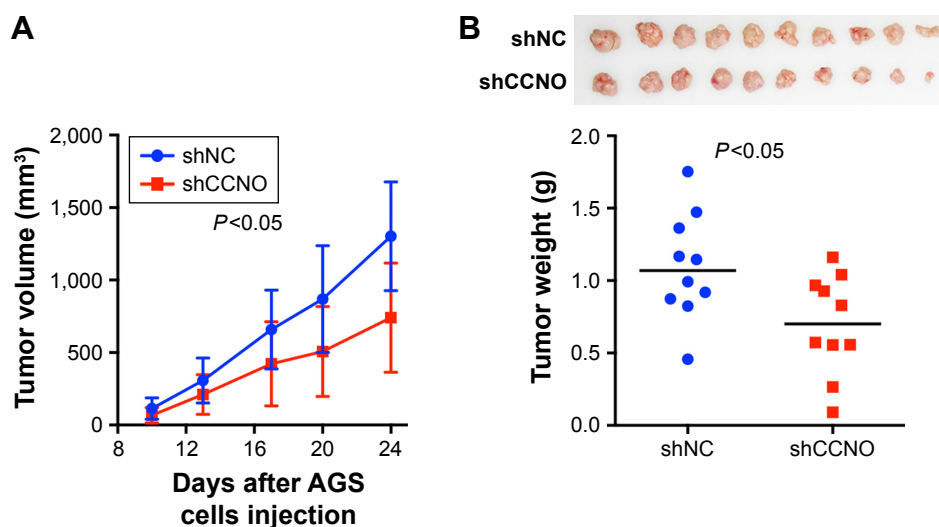 A
2,000
1,500
1,000
500
0
Tumor volume (mm³)
shNC
shCCNO
P<0.05
8
12
16
20
24
Days after AGS
cells injection
B
shNC
shCCNO
2.0
1.5
1.0
0.5
0.0
Tumor weight (g)
P<0.05
shNC
shCCNO